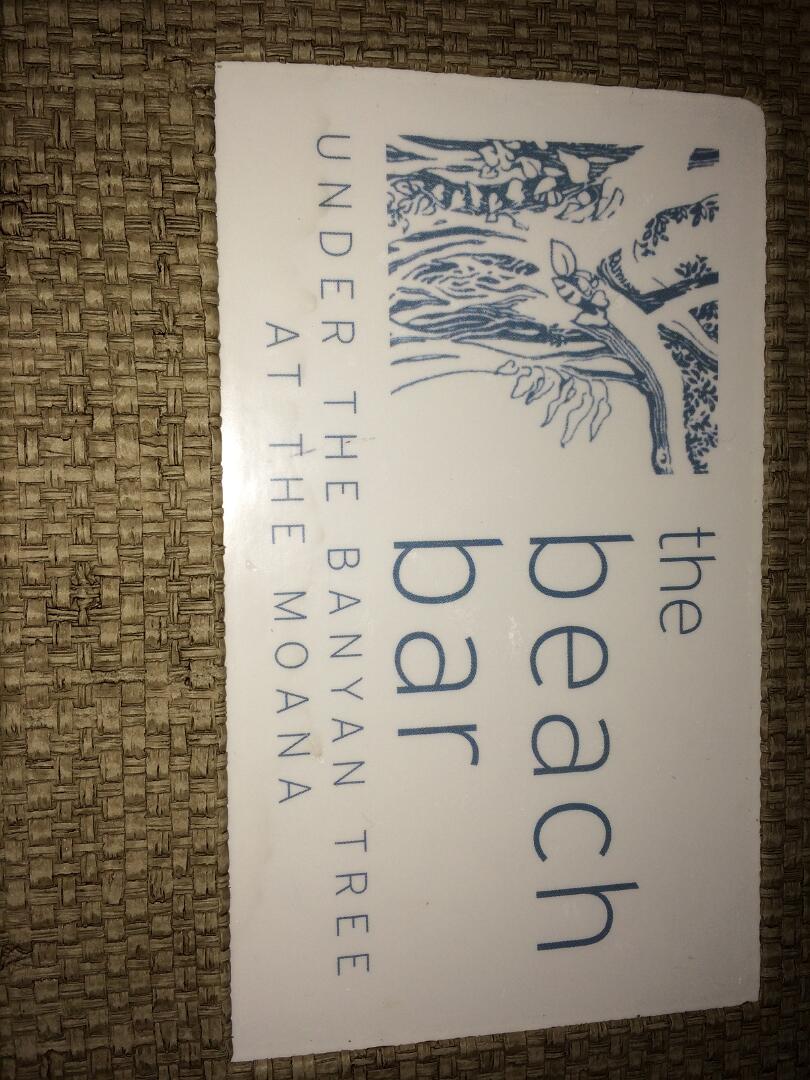 the
beach
bar
UNDER THE BANYAN TREE
AT THE MOANA